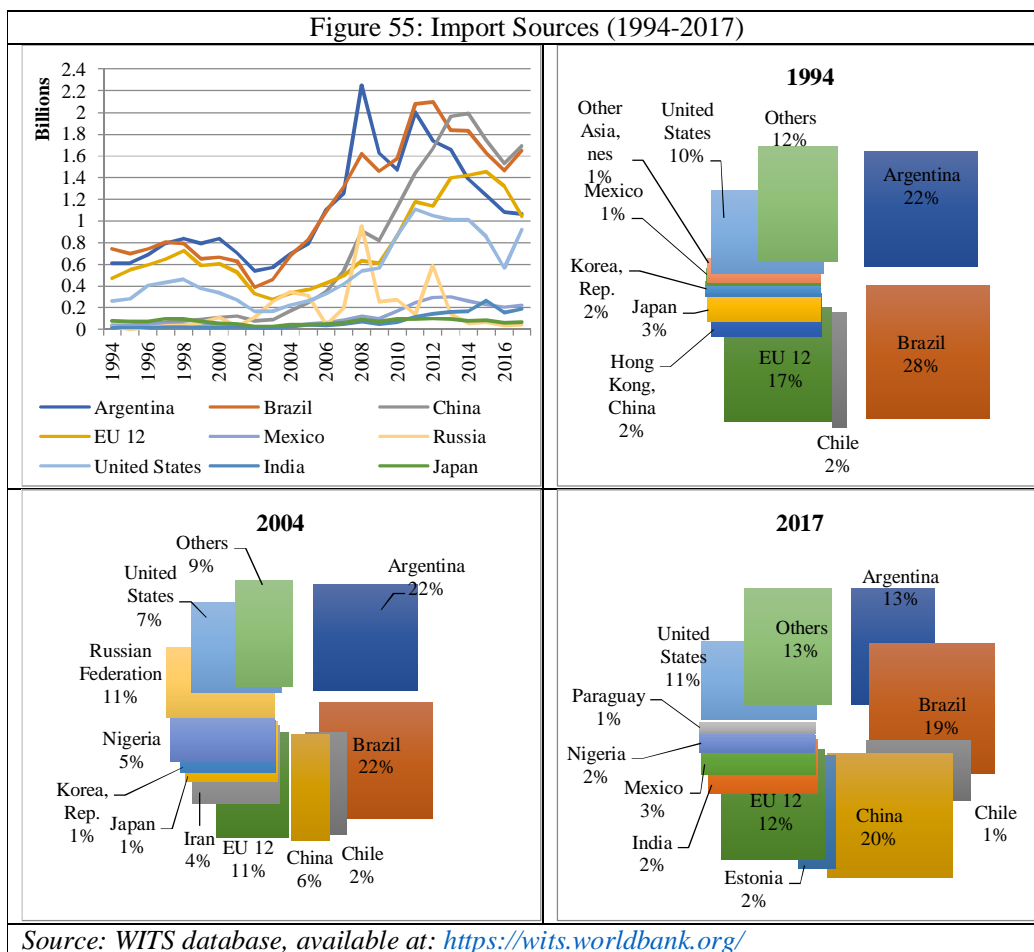 Figure 55: Import Sources (1994-2017)
Billions
2.4
2.2
2
1.8
1.6
1.4
1.2
1
0.8
0.6
0.4
0.2
0
1994
1996
1998
2000
2002
2004
2006
2008
2010
2012
2014
2016
Argentina
Brazil
China
EU 12
Mexico
Russia
United States
India
Japan
1994
Other
Asia,
nes
1%
United
States
10%
Others
12%
Argentina
22%
Mexico
1%
Korea,
Rep.
2%
Japan
3%
Hong
Kong,
China
2%
EU 12
17%
Chile
2%
Brazil
28%
2004
Others
9%
United
States
7%
Argentina
22%
Russian
Federation
11%
Nigeria
5%
Korea,
Rep.
1%
Japan
1%
Iran
4%
EU 12
11%
China
6%
Chile
2%
Brazil
22%
2017
Argentina
13%
United
States
11%
Others
13%
Paraguay
1%
Nigeria
2%
Mexico
3%
India
2%
EU 12
12%
Estonia
2%
China
20%
Chile
1%
Brazil
19%
Source: WITS database, available at: https://wits.worldbank.org/